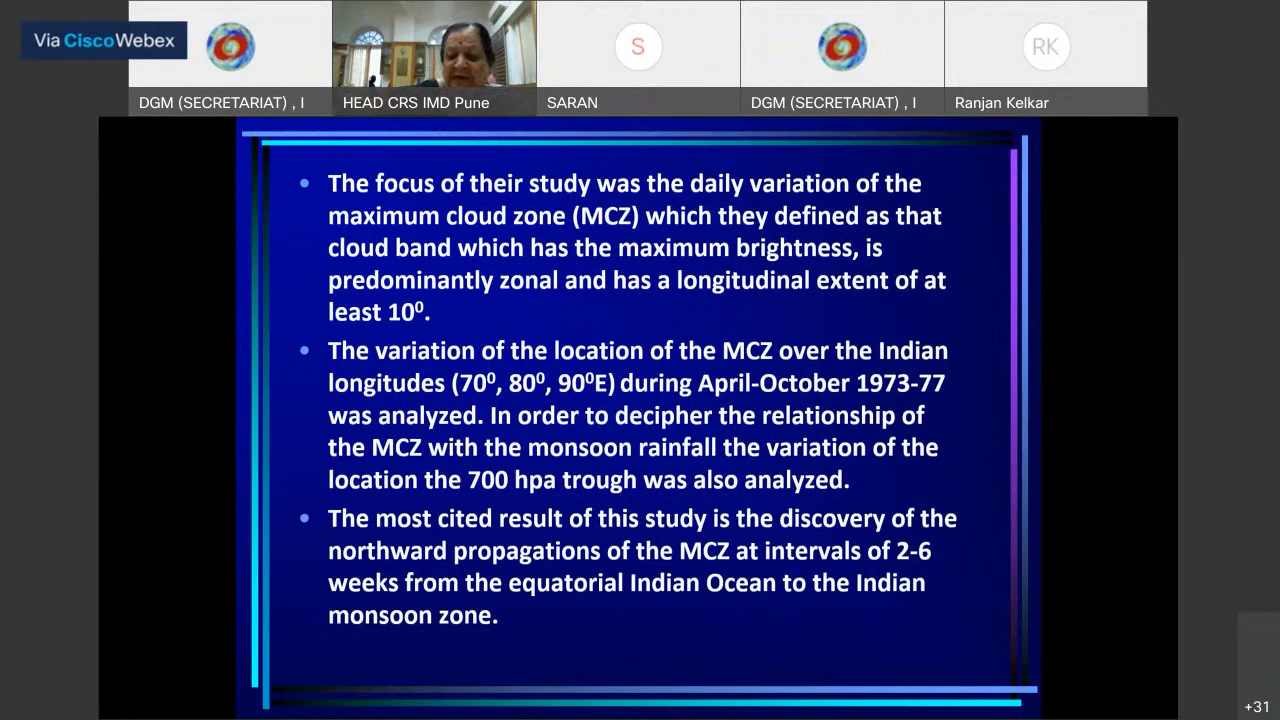 Via Cisco Webex
DGM (SECRETARIAT) , I
HEAD CRS IMD Pune
S
SARAN
DGM (SECRETARIAT) , I
RK
Ranjan Kelkar
• The focus of their study was the daily variation of the
maximum cloud zone (MCZ) which they defined as that
cloud band which has the maximum brightness, is
predominantly zonal and has a longitudinal extent of at
least 10⁰.
• The variation of the location of the MCZ over the Indian
longitudes (70⁰, 80⁰, 90⁰E) during April-October 1973-77
was analyzed. In order to decipher the relationship of
the MCZ with the monsoon rainfall the variation of the
location the 700 hpa trough was also analyzed.
• The most cited result of this study is the discovery of the
northward propagations of the MCZ at intervals of 2-6
weeks from the equatorial Indian Ocean to the Indian
monsoon zone.
+31